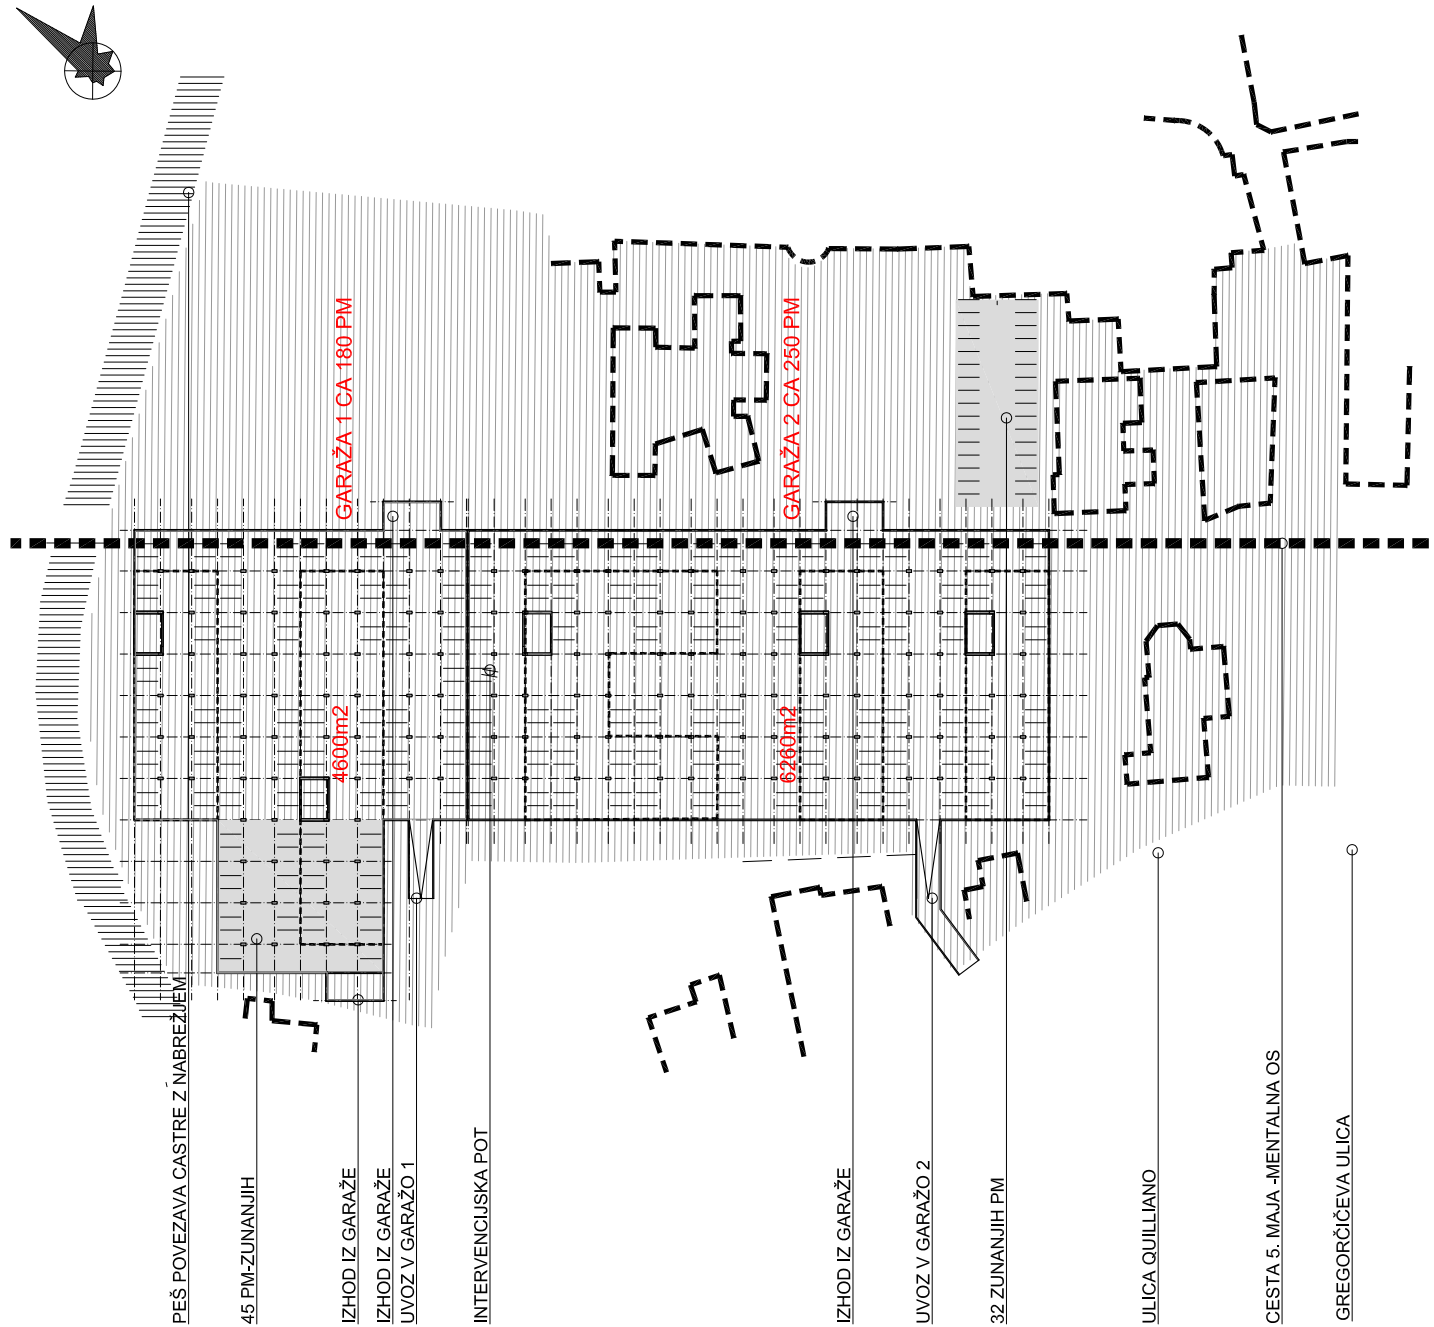 GARAŽA 1 CA 180 PM
GARAŽA 2 CA 250 PM
4600m2
6260m2
PEŠ POVEZAVA CASTRE Z NABREŽJEM
45 PM-ZUNANJIH
IZHOD IZ GARAŽE
IZHOD IZ GARAŽE
UVOZ V GARAŽO 1
INTERVENCIJSKA POT
IZHOD IZ GARAŽE
UVOZ V GARAŽO 2
32 ZUNANJIH PM
ULICA QUILLIANO
CESTA 5. MAJA -MENTALNA OS
GREGORČIČEVA ULICA